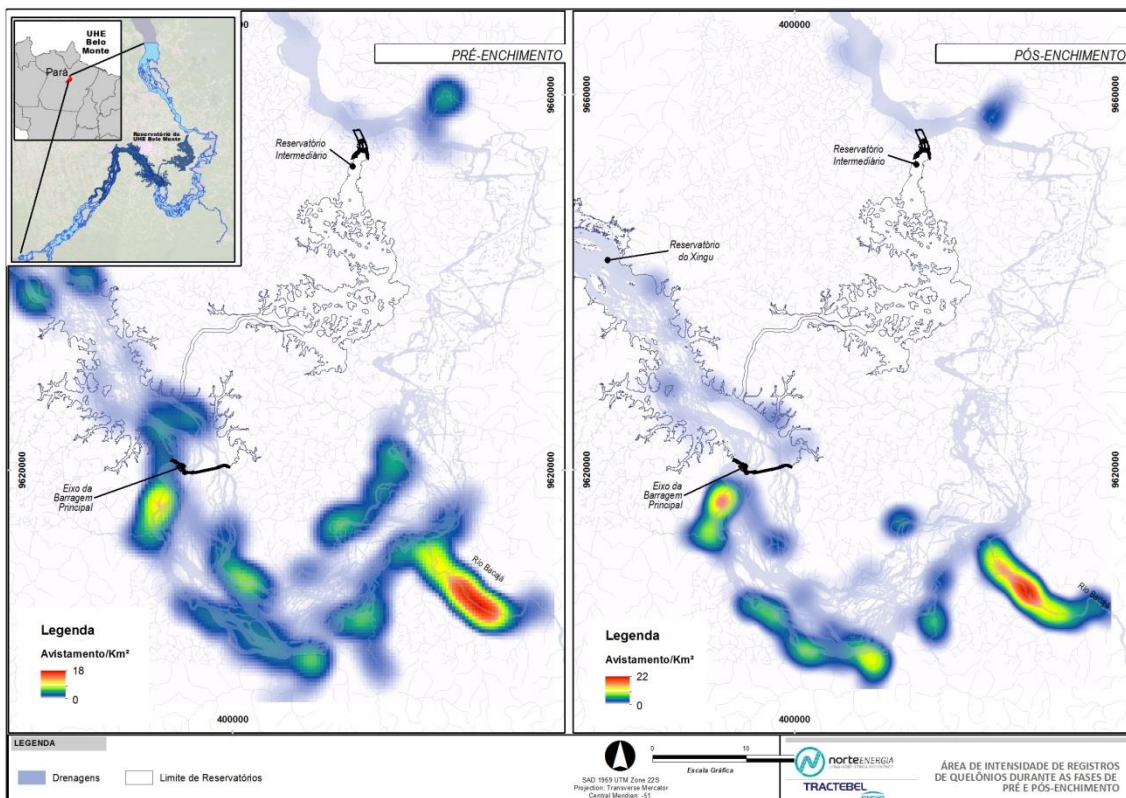 UHE
Belo
Monte
Pará
Reservatório da
UHE Belo Monte
PRÉ-ENCHIMENTO
9660000
Reservatório
Intermediário
9620000
Eixo da
Barragem
Principal
Rio Bacajá
Legenda
Avistamento/Km²
18
0
400000
400000
PÓS-ENCHIMENTO
9660000
Reservatório
Intermediário
Reservatório
do Xingu
9620000
Eixo da
Barragem
Principal
Rio Bacajá
Legenda
Avistamento/Km²
22
0
400000
LEGENDA
Drenagens
Limite de Reservatórios
SAD 1969 UTM Zone 22S
Projection: Transverse Mercator
Central Meridian: -51
0 10
Escala Gráfica
norteENERGIA
TRACTEBEL
ENGIE
ÁREA DE INTENSIDADE DE REGISTROS
DE QUELÔNIOS DURANTE AS FASES DE
PRÉ E PÓS-ENCHIMENTO